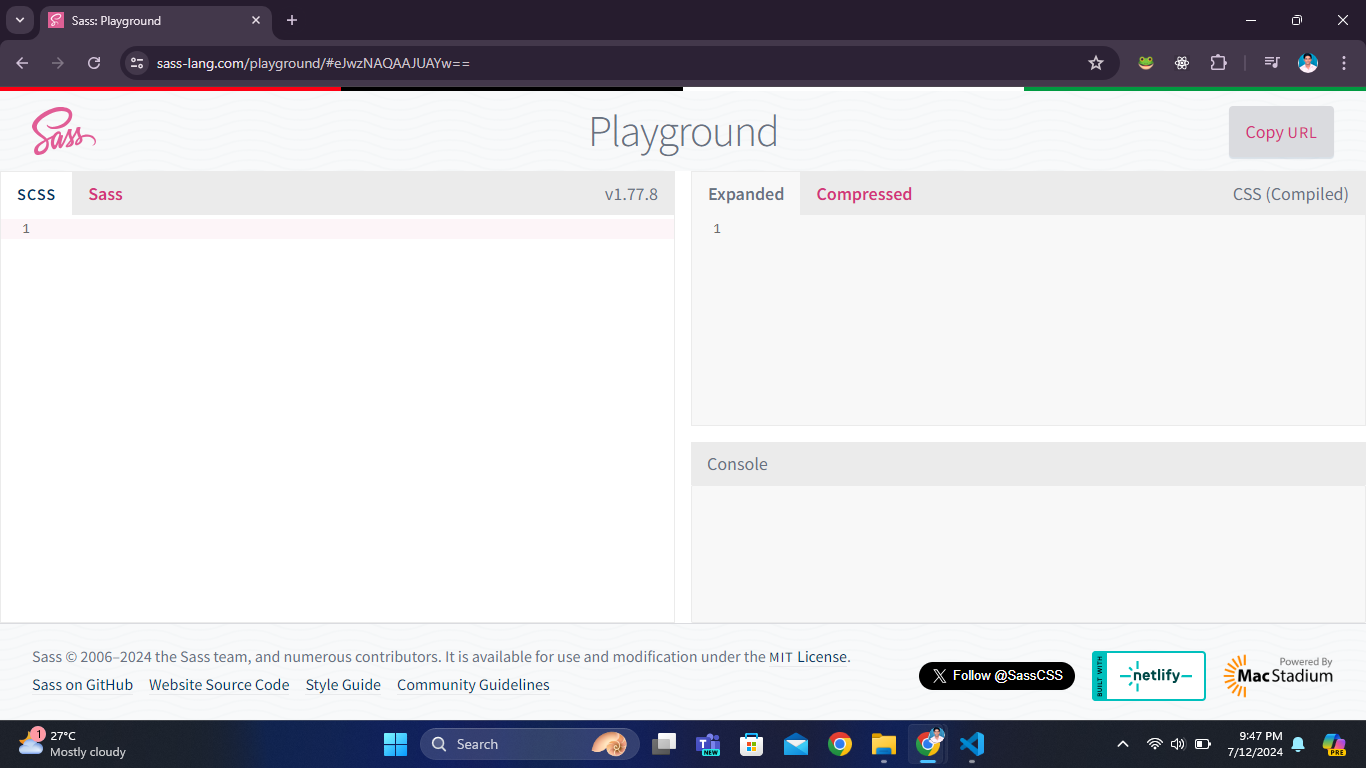 Sass: Playground
sass-lang.com/playground/#eJwzNAQAAJUAYw==
Sass
Playground
Copy URL
SCSS
Sass
v1.77.8
Expanded
Compressed
CSS (Compiled)
1
1
Console
Sass © 2006–2024 the Sass team, and numerous contributors. It is available for use and modification under the MIT License.
Sass on GitHub
Website Source Code
Style Guide
Community Guidelines
Follow @SassCSS
BUILT WITH
netlify
Powered By
MacStadium
1
27°C
Mostly cloudy
Search
NEW
9:47 PM
7/12/2024
PRE